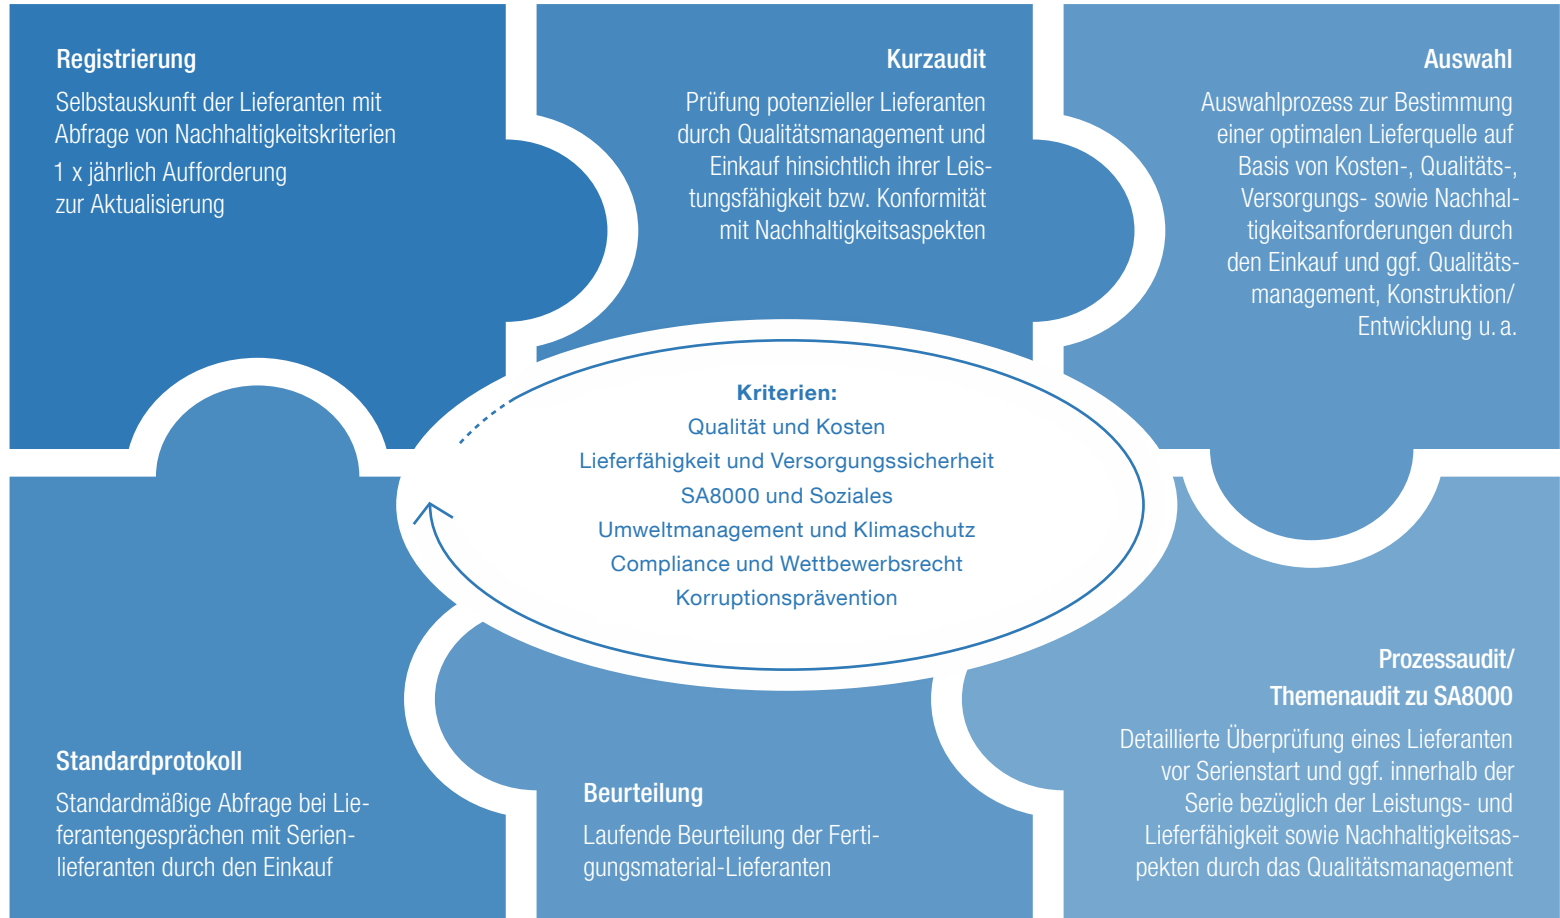 Registrierung
Selbstauskunft der Lieferanten mit
Abfrage von Nachhaltigkeitskriterien
1 x jährlich Aufforderung
zur Aktualisierung
Kurzaudit
Prüfung potenzieller Lieferanten
durch Qualitätsmanagement und
Einkauf hinsichtlich ihrer Leis-
tungsfähigkeit bzw. Konformität
mit Nachhaltigkeitsaspekten
Auswahl
Auswahlprozess zur Bestimmung
einer optimalen Lieferquelle auf
Basis von Kosten-, Qualitäts-,
Versorgungs- sowie Nachhal-
tigkeitsanforderungen durch
den Einkauf und ggf. Qualitäts-
management, Konstruktion/
Entwicklung u. a.
Kriterien:
Qualität und Kosten
Lieferfähigkeit und Versorgungssicherheit
SA8000 und Soziales
Umweltmanagement und Klimaschutz
Compliance und Wettbewerbsrecht
Korruptionsprävention
Standardprotokoll
Standardmäßige Abfrage bei Lie-
ferantengesprächen mit Serien-
lieferanten durch den Einkauf
Beurteilung
Laufende Beurteilung der Ferti-
gungsmaterial-Lieferanten
Prozessaudit/
Themenaudit zu SA8000
Detaillierte Überprüfung eines Lieferanten
vor Serienstart und ggf. innerhalb der
Serie bezüglich der Leistungs- und
Lieferfähigkeit sowie Nachhaltigkeitsas-
pekten durch das Qualitätsmanagement